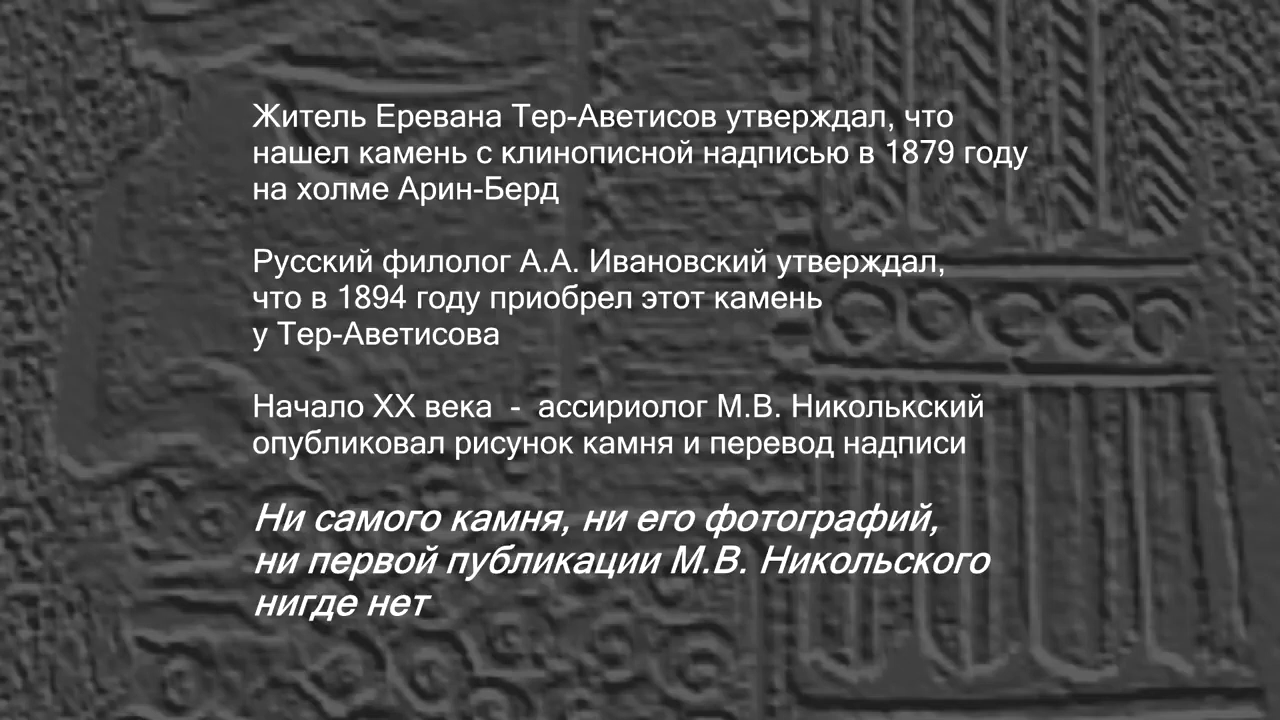 Житель Еревана Тер-Аветисов утверждал, что
нашел камень с клинописной надписью в 1879 году
на холме Арин-Берд
Русский филолог А.А. Ивановский утверждал,
что в 1894 году приобрел этот камень
у Тер-Аветисова
Начало XX века - ассириолог М.В. Николькский
опубликовал рисунок камня и перевод надписи
Ни самого камня, ни его фотографий,
ни первой публикации М.В. Никольского
нигде нет